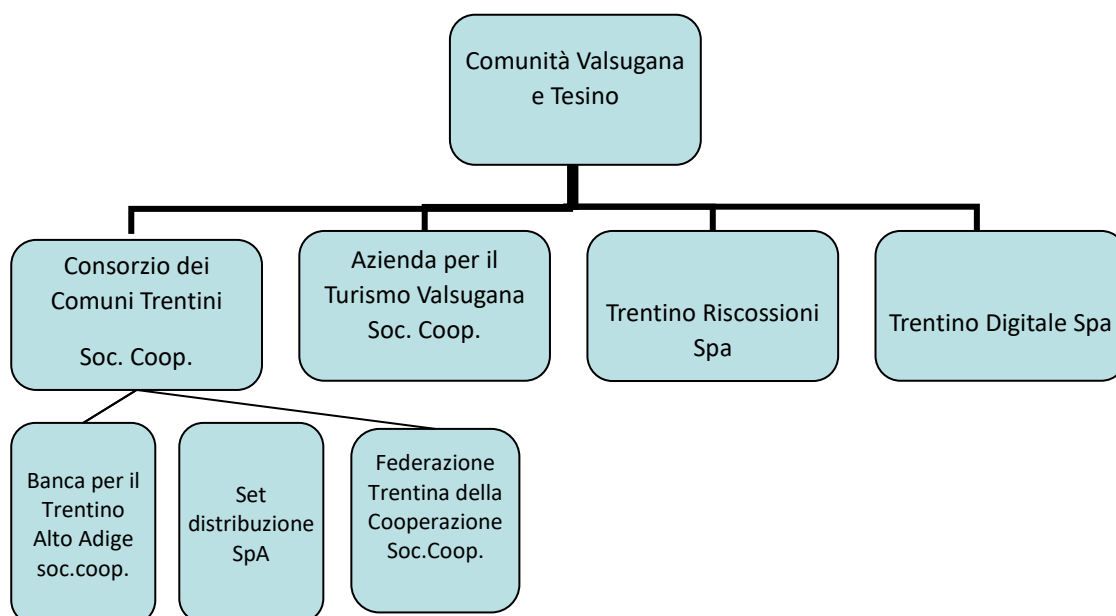 Comunità Valsugana
e Tesino
Consorzio dei
Comuni Trentini
Soc. Coop.
Azienda per il
Turismo Valsugana
Soc. Coop.
Trentino Riscossioni
Spa
Trentino Digitale Spa
Banca per il
Trentino
Alto Adige
soc.coop.
Set
distribuzione
SpA
Federazione
Trentina della
Cooperazione
Soc.Coop.